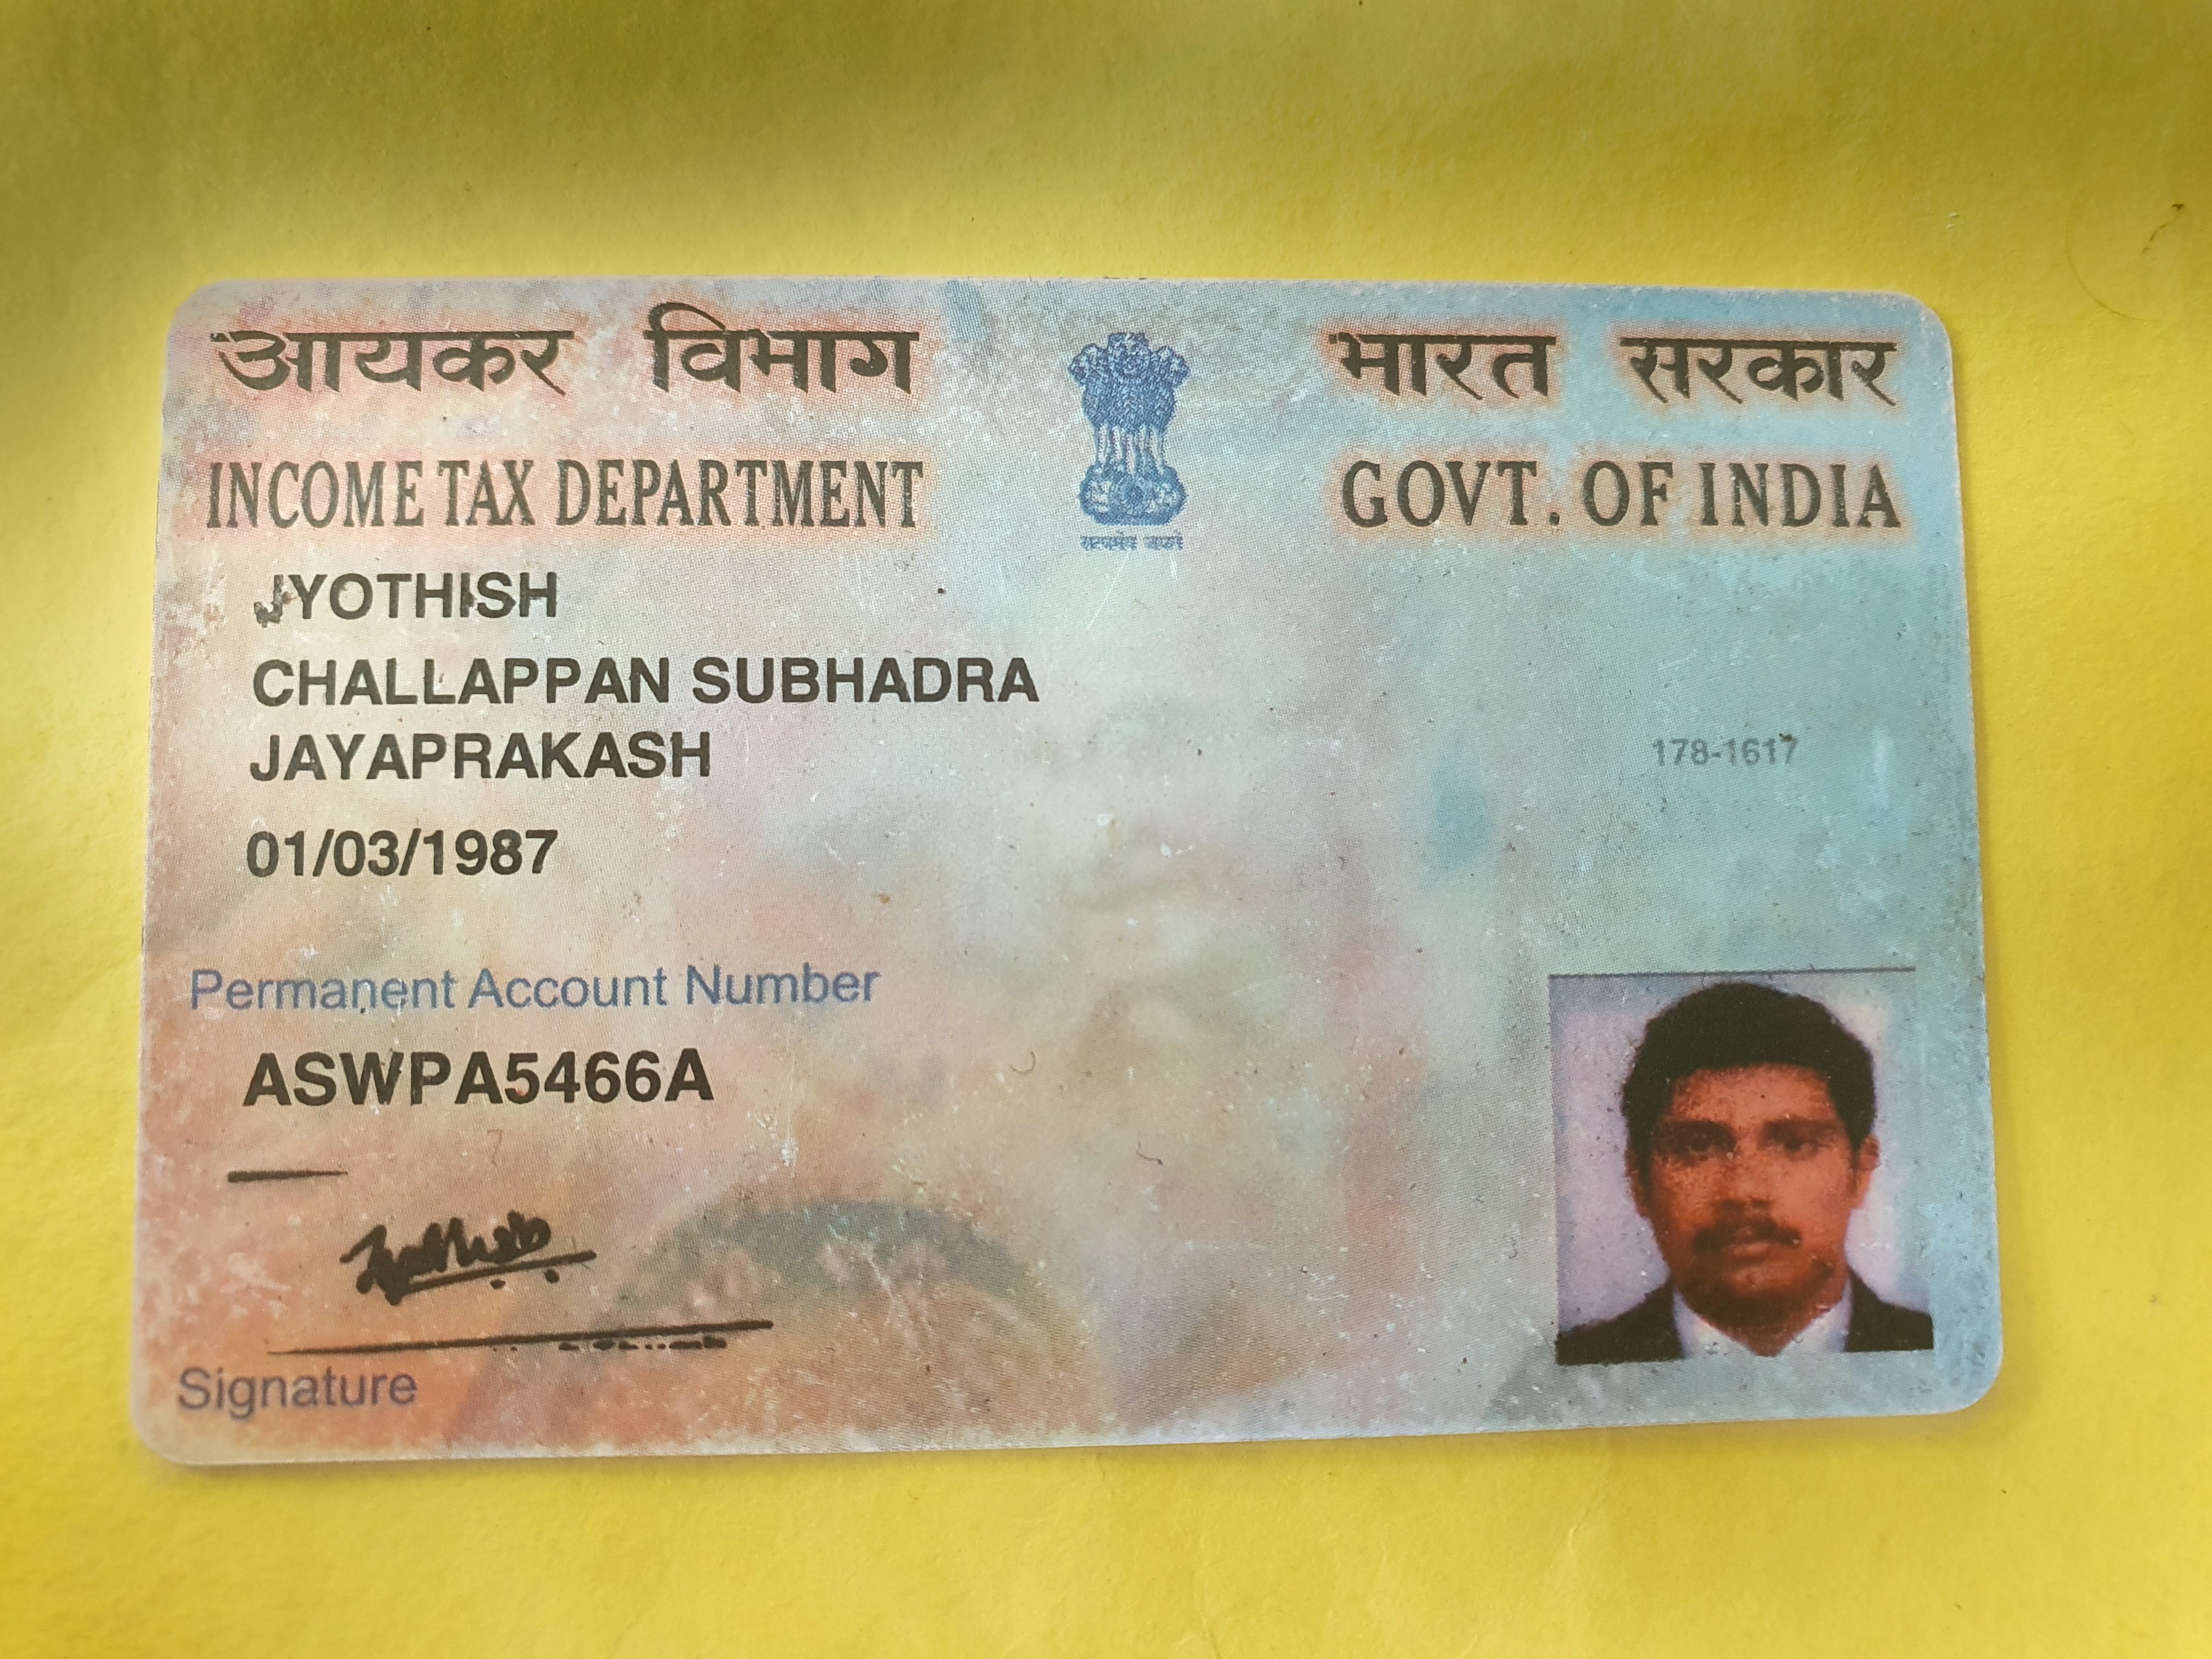 आयकर विभाग
INCOME TAX DEPARTMENT
भारत सरकार
GOVT. OF INDIA
सत्यमेव जयते
JYOTHISH
CHALLAPPAN SUBHADRA
JAYAPRAKASH
178-1617
01/03/1987
Permanent Account Number
ASWPA5466A
Signature